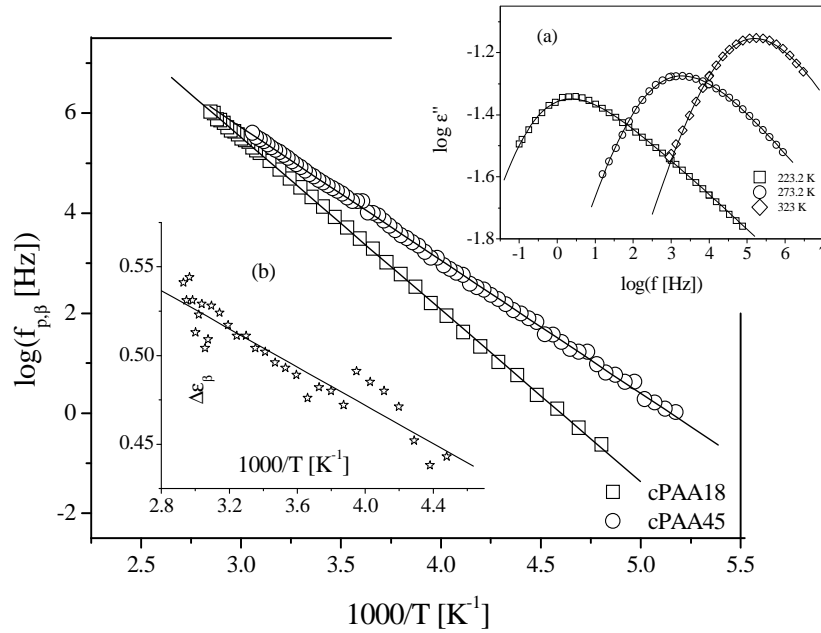 (a)
-1.2
-1.4
-1.6
-1.8
log ε"
223.2 K
273.2 K
323 K
-1 0 1 2 3 4 5 6 7
log(f [Hz])
6
4
2
0
-2
log(f_{p,β} [Hz])
(b)
0.55
0.50
0.45
Δε_β
1000/T [K^{-1}]
2.8 3.2 3.6 4.0 4.4
cPAA18
cPAA45
2.5 3.0 3.5 4.0 4.5 5.0 5.5
1000/T [K^{-1}]